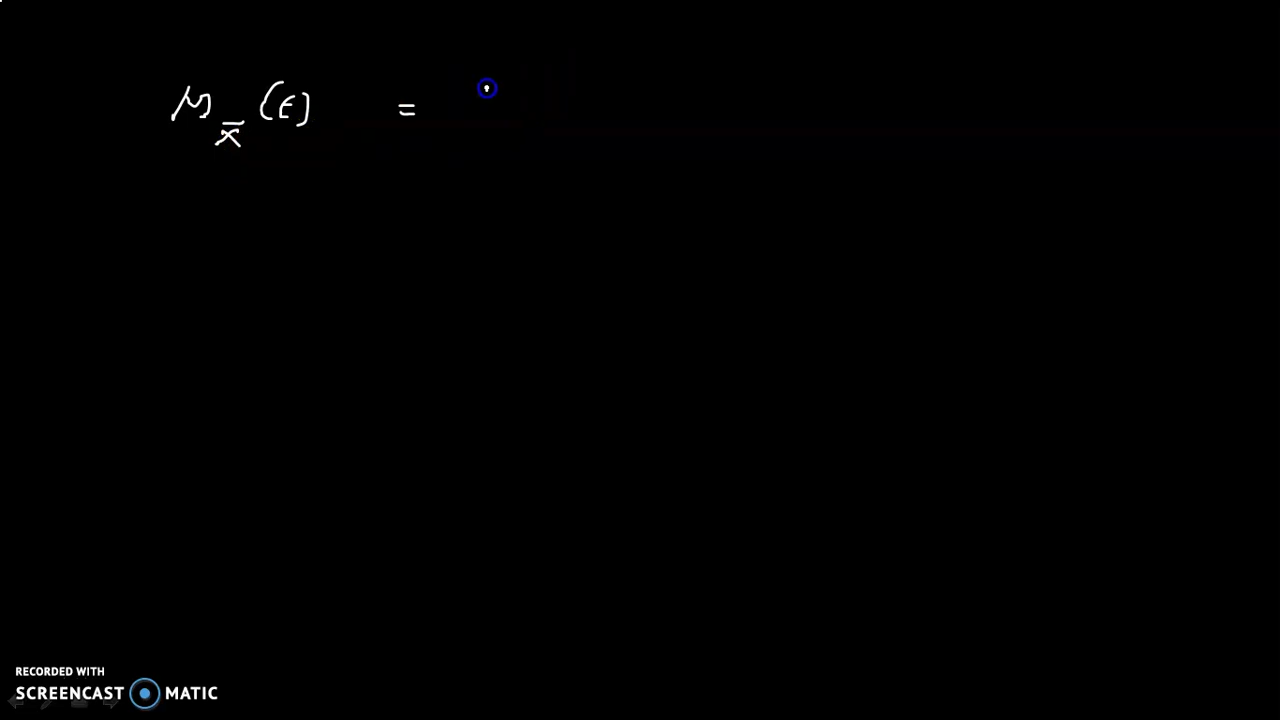 M_x̄ (t) =
RECORDED WITH
SCREENCAST MATIC